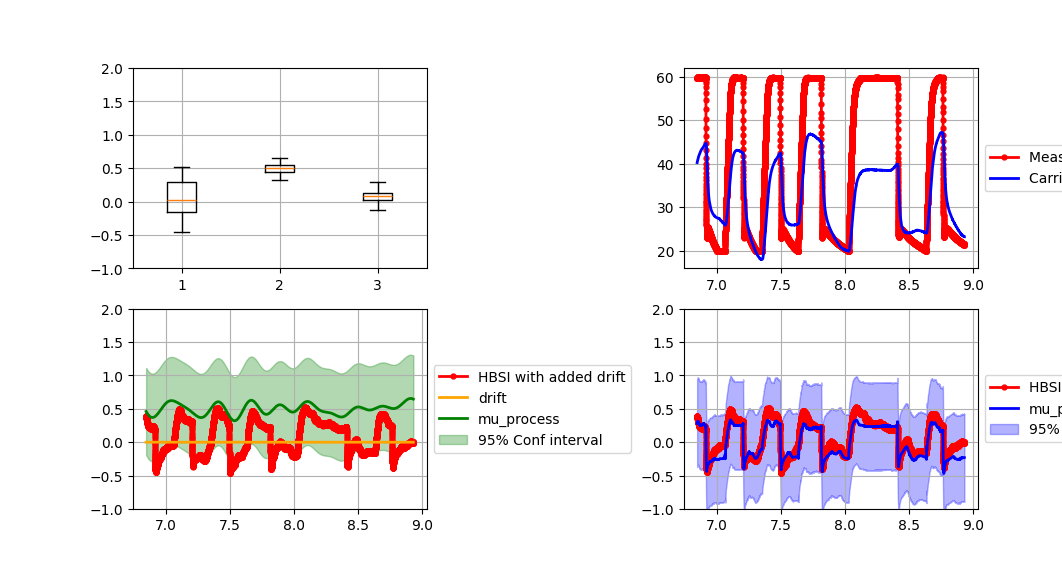 2.0
1.5
1.0
0.5
0.0
−0.5
−1.0
1 2 3
60
50
40
30
20
7.0 7.5 8.0 8.5 9.0
Meas
Carri
2.0
1.5
1.0
0.5
0.0
−0.5
−1.0
7.0 7.5 8.0 8.5 9.0
HBSI with added drift
drift
mu_process
95% Conf interval
2.0
1.5
1.0
0.5
0.0
−0.5
−1.0
7.0 7.5 8.0 8.5 9.0
HBSI
mu_p
95%